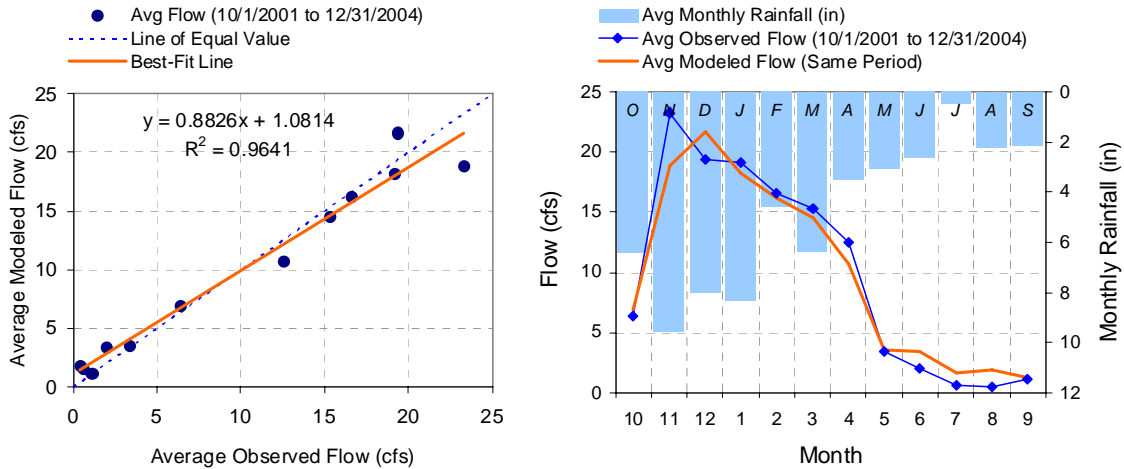 Avg Flow (10/1/2001 to 12/31/2004)
Line of Equal Value
Best-Fit Line
25
20
15
10
5
0
Average Modeled Flow (cfs)
y = 0.8826x + 1.0814
R² = 0.9641
0 5 10 15 20 25
Average Observed Flow (cfs)
Avg Monthly Rainfall (in)
Avg Observed Flow (10/1/2001 to 12/31/2004)
Avg Modeled Flow (Same Period)
25
20
15
10
5
0
Flow (cfs)
O N D J F M A M J J A S
0
2
4
6
8
10
12
Monthly Rainfall (in)
10 11 12 1 2 3 4 5 6 7 8 9
Month